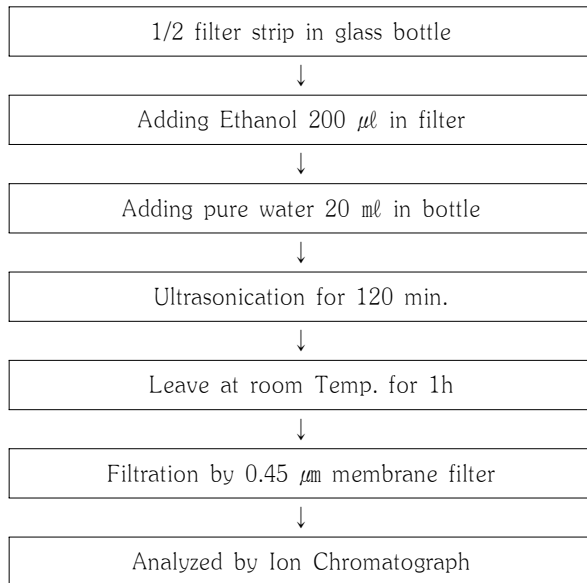 1/2 filter strip in glass bottle
↓
Adding Ethanol 200 ㎕ in filter
↓
Adding pure water 20 ㎖ in bottle
↓
Ultrasonication for 120 min.
↓
Leave at room Temp. for 1h
↓
Filtration by 0.45 ㎛ membrane filter
↓
Analyzed by Ion Chromatograph